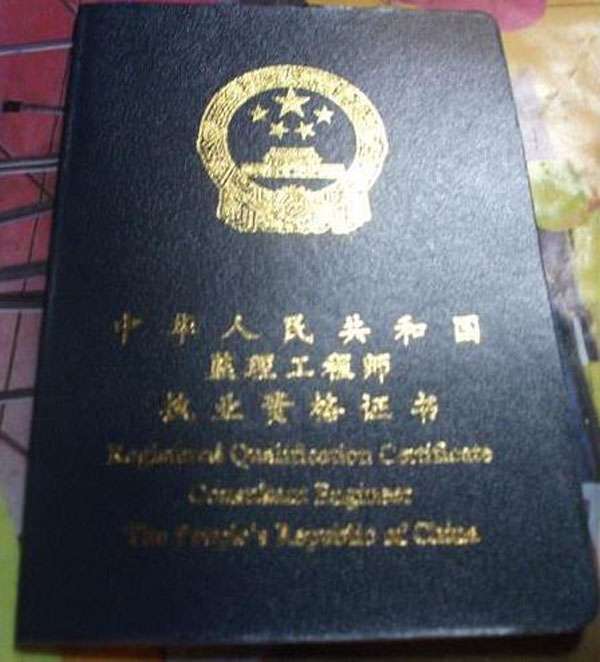 中华人民共和国
监理工程师
执业资格证书
Registered Qualification Certificate
Consultant Engineer
The People's Republic of China